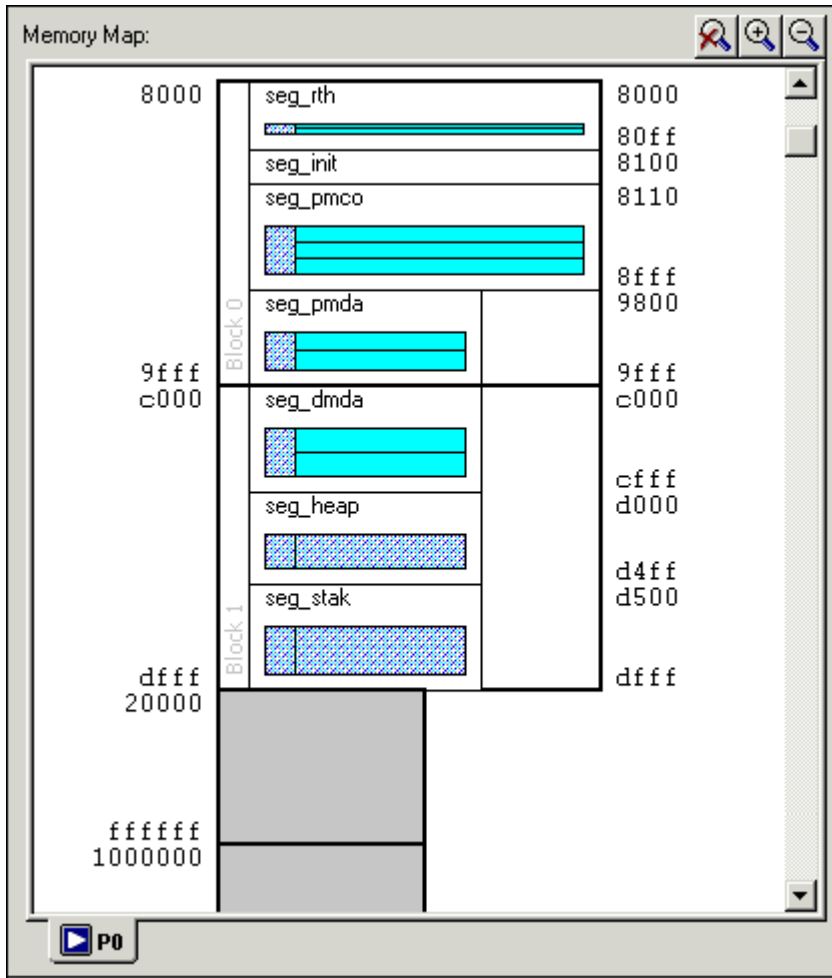 Memory Map:
8000 seg_rth 8000
80ff
seg_init 8100
seg_pmco 8110
8fff
Block 0
seg_pmda 9800
9fff 9fff
c000 seg_dmda c000
cfff
seg_heap d000
d4ff
seg_stak d500
Block 1
dfff dfff
20000
ffffff
1000000
P0